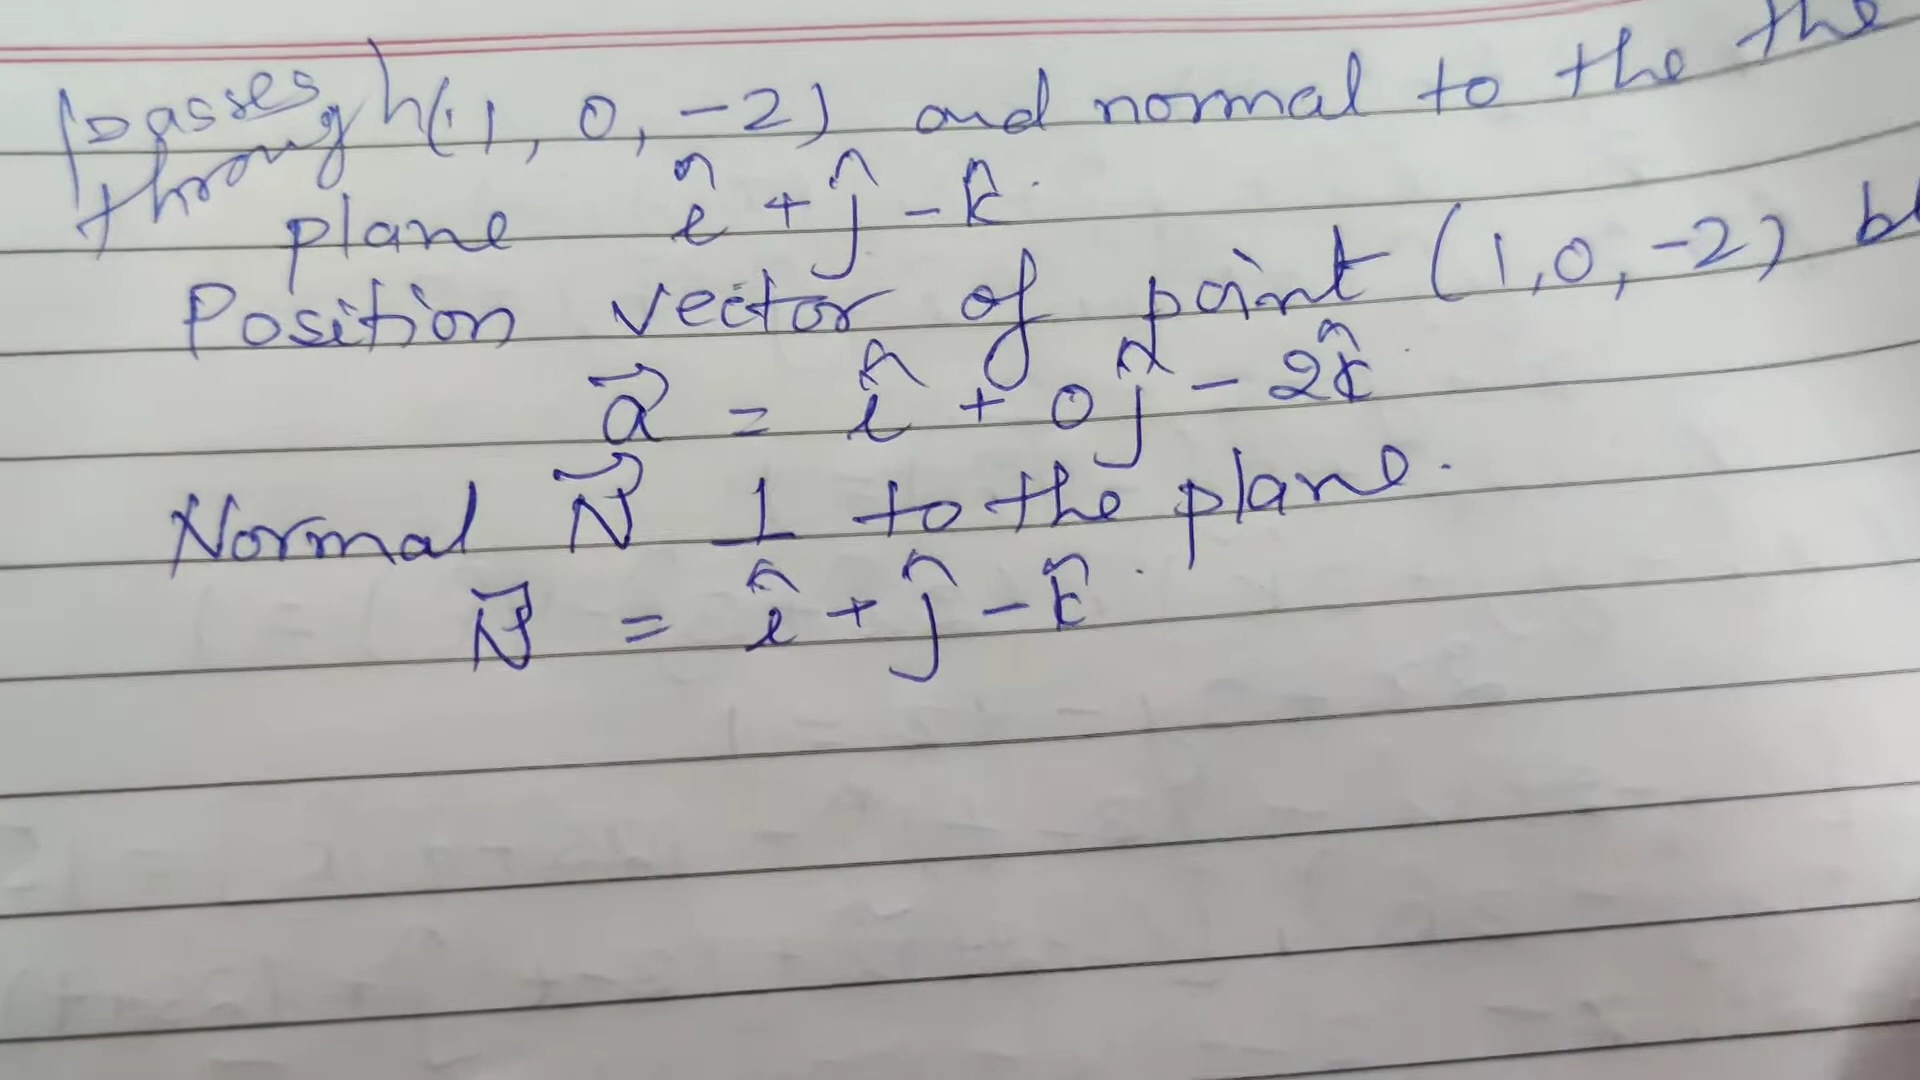 passes through (1, 0, -2) and normal to the the
plane î + ĵ - k̂.
Position vector of point (1, 0, -2) b
a⃗ = î + 0ĵ - 2k̂
Normal N⃗ ⊥ to the plane.
N⃗ = î + ĵ - k̂.